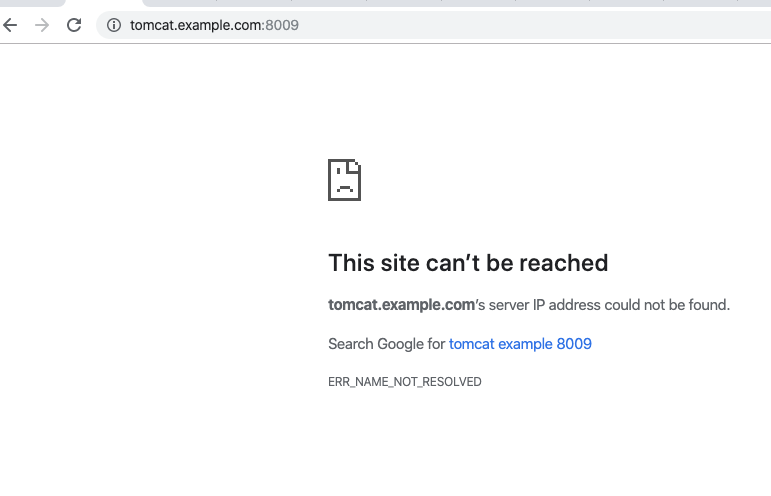 tomcat.example.com:8009
This site can’t be reached
tomcat.example.com’s server IP address could not be found.
Search Google for tomcat example 8009
ERR_NAME_NOT_RESOLVED